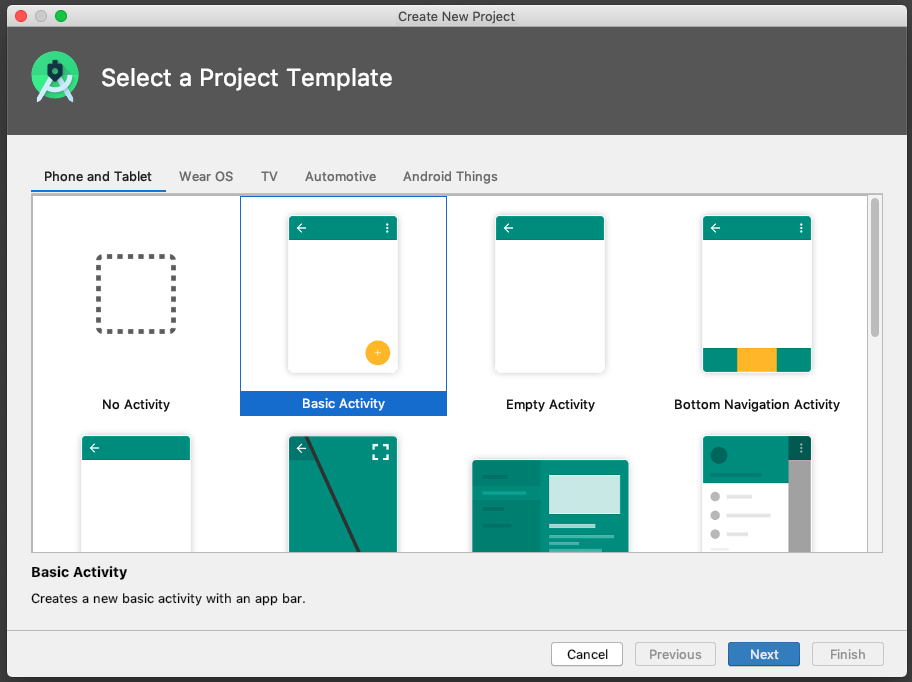 Create New Project
Select a Project Template
Phone and Tablet Wear OS TV Automotive Android Things
No Activity Basic Activity Empty Activity Bottom Navigation Activity
Basic Activity
Creates a new basic activity with an app bar.
Cancel Previous Next Finish